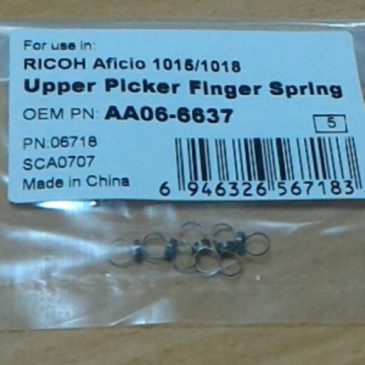 For use in:
RICOH Aficio 1015/1018
Upper Picker Finger Spring
OEM PN: AA06-6637
5
PN:06718
SCA0707
Made in China
6 946326 567183